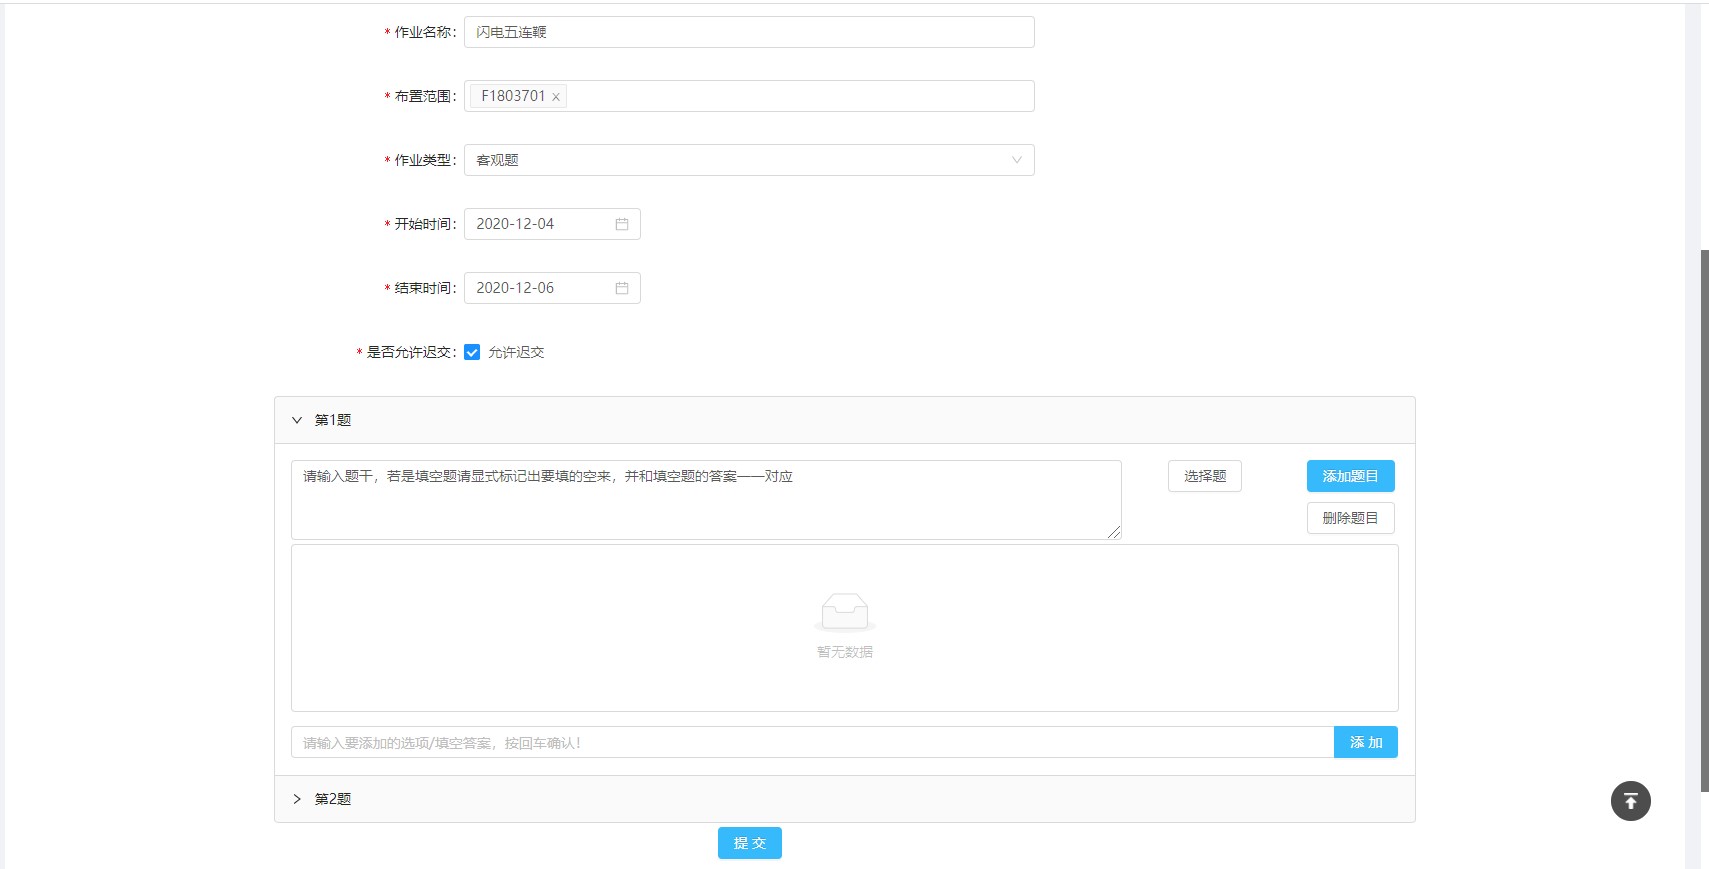 * 作业名称： 闪电五连鞭
* 布置范围： F1803701 ×
* 作业类型： 客观题
* 开始时间： 2020-12-04
* 结束时间： 2020-12-06
* 是否允许迟交： 允许迟交
第1题
请输入题干，若是填空题请显式标记出要填的空来，并和填空题的答案一一对应
选择题
添加题目
删除题目
暂无数据
请输入要添加的选项/填空答案，按回车确认！
添 加
第2题
提 交